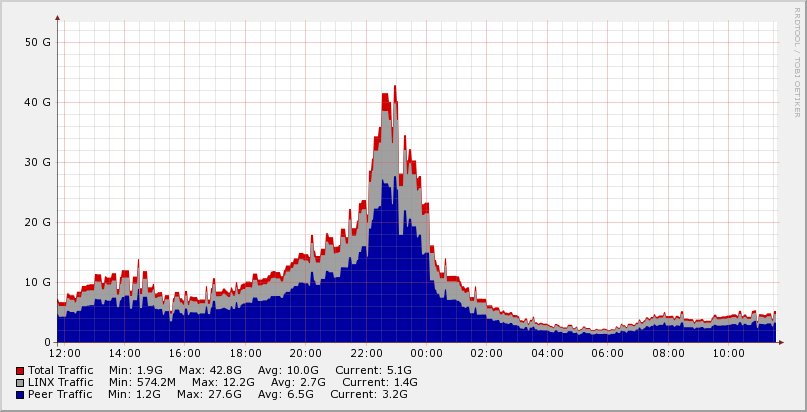 RRDTOOL / TOBI OETIKER
50 G
40 G
30 G
20 G
10 G
0
12:00 14:00 16:00 18:00 20:00 22:00 00:00 02:00 04:00 06:00 08:00 10:00
Total Traffic Min: 1.9G Max: 42.8G Avg: 10.0G Current: 5.1G
LINX Traffic Min: 574.2M Max: 12.2G Avg: 2.7G Current: 1.4G
Peer Traffic Min: 1.2G Max: 27.6G Avg: 6.5G Current: 3.2G